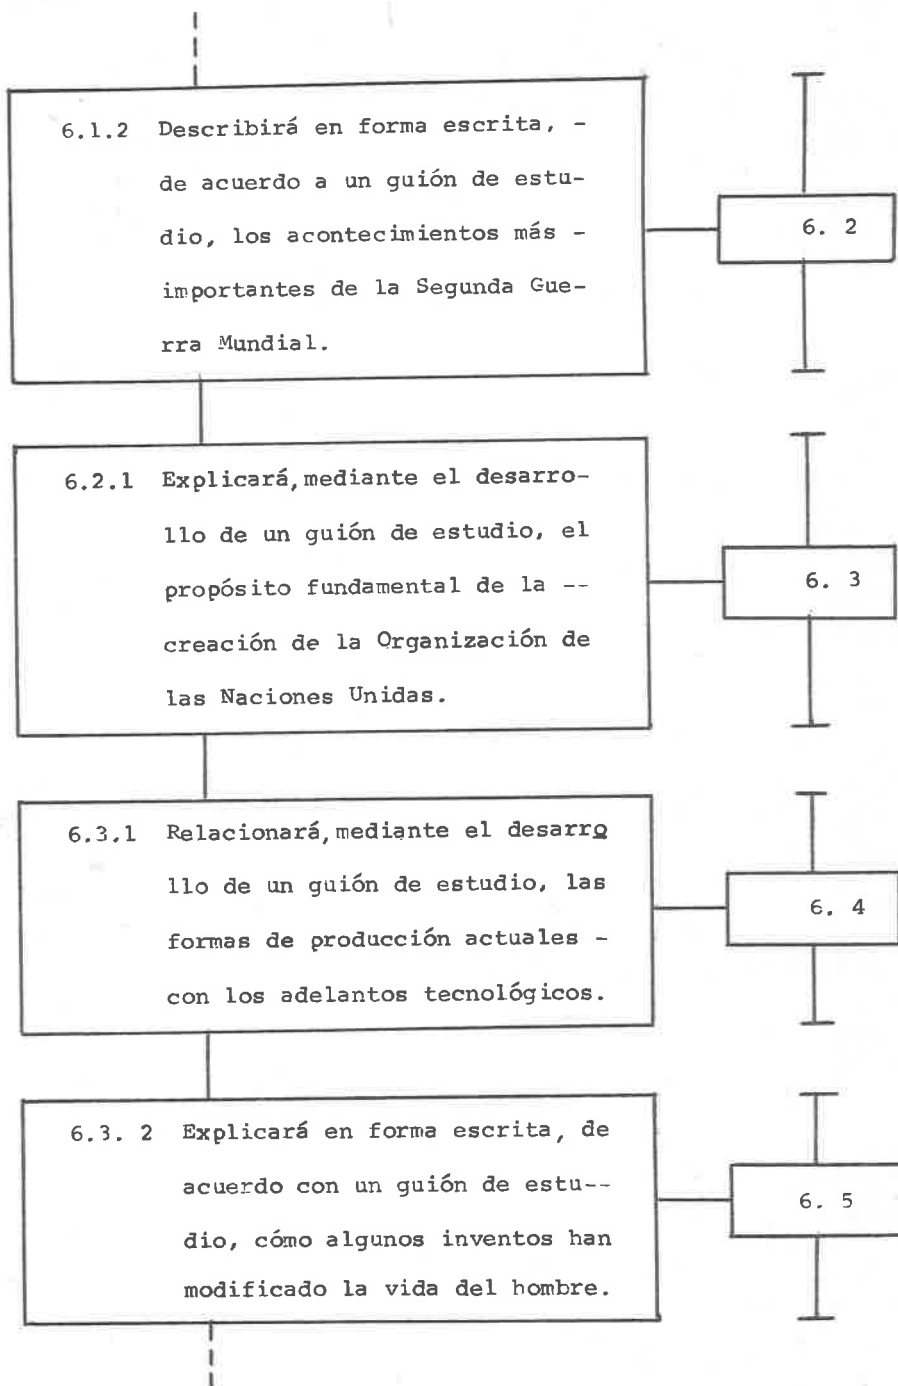 6.1.2 Describirá en forma escrita, -
de acuerdo a un guión de estu-
dio, los acontecimientos más -
importantes de la Segunda Gue-
rra Mundial.
6. 2
6.2.1 Explicará, mediante el desarro-
llo de un guión de estudio, el
propósito fundamental de la --
creación de la Organización de
las Naciones Unidas.
6. 3
6.3.1 Relacionará, mediante el desarro
llo de un guión de estudio, las
formas de producción actuales -
con los adelantos tecnológicos.
6. 4
6.3. 2 Explicará en forma escrita, de
acuerdo con un guión de estu--
dio, cómo algunos inventos han
modificado la vida del hombre.
6. 5